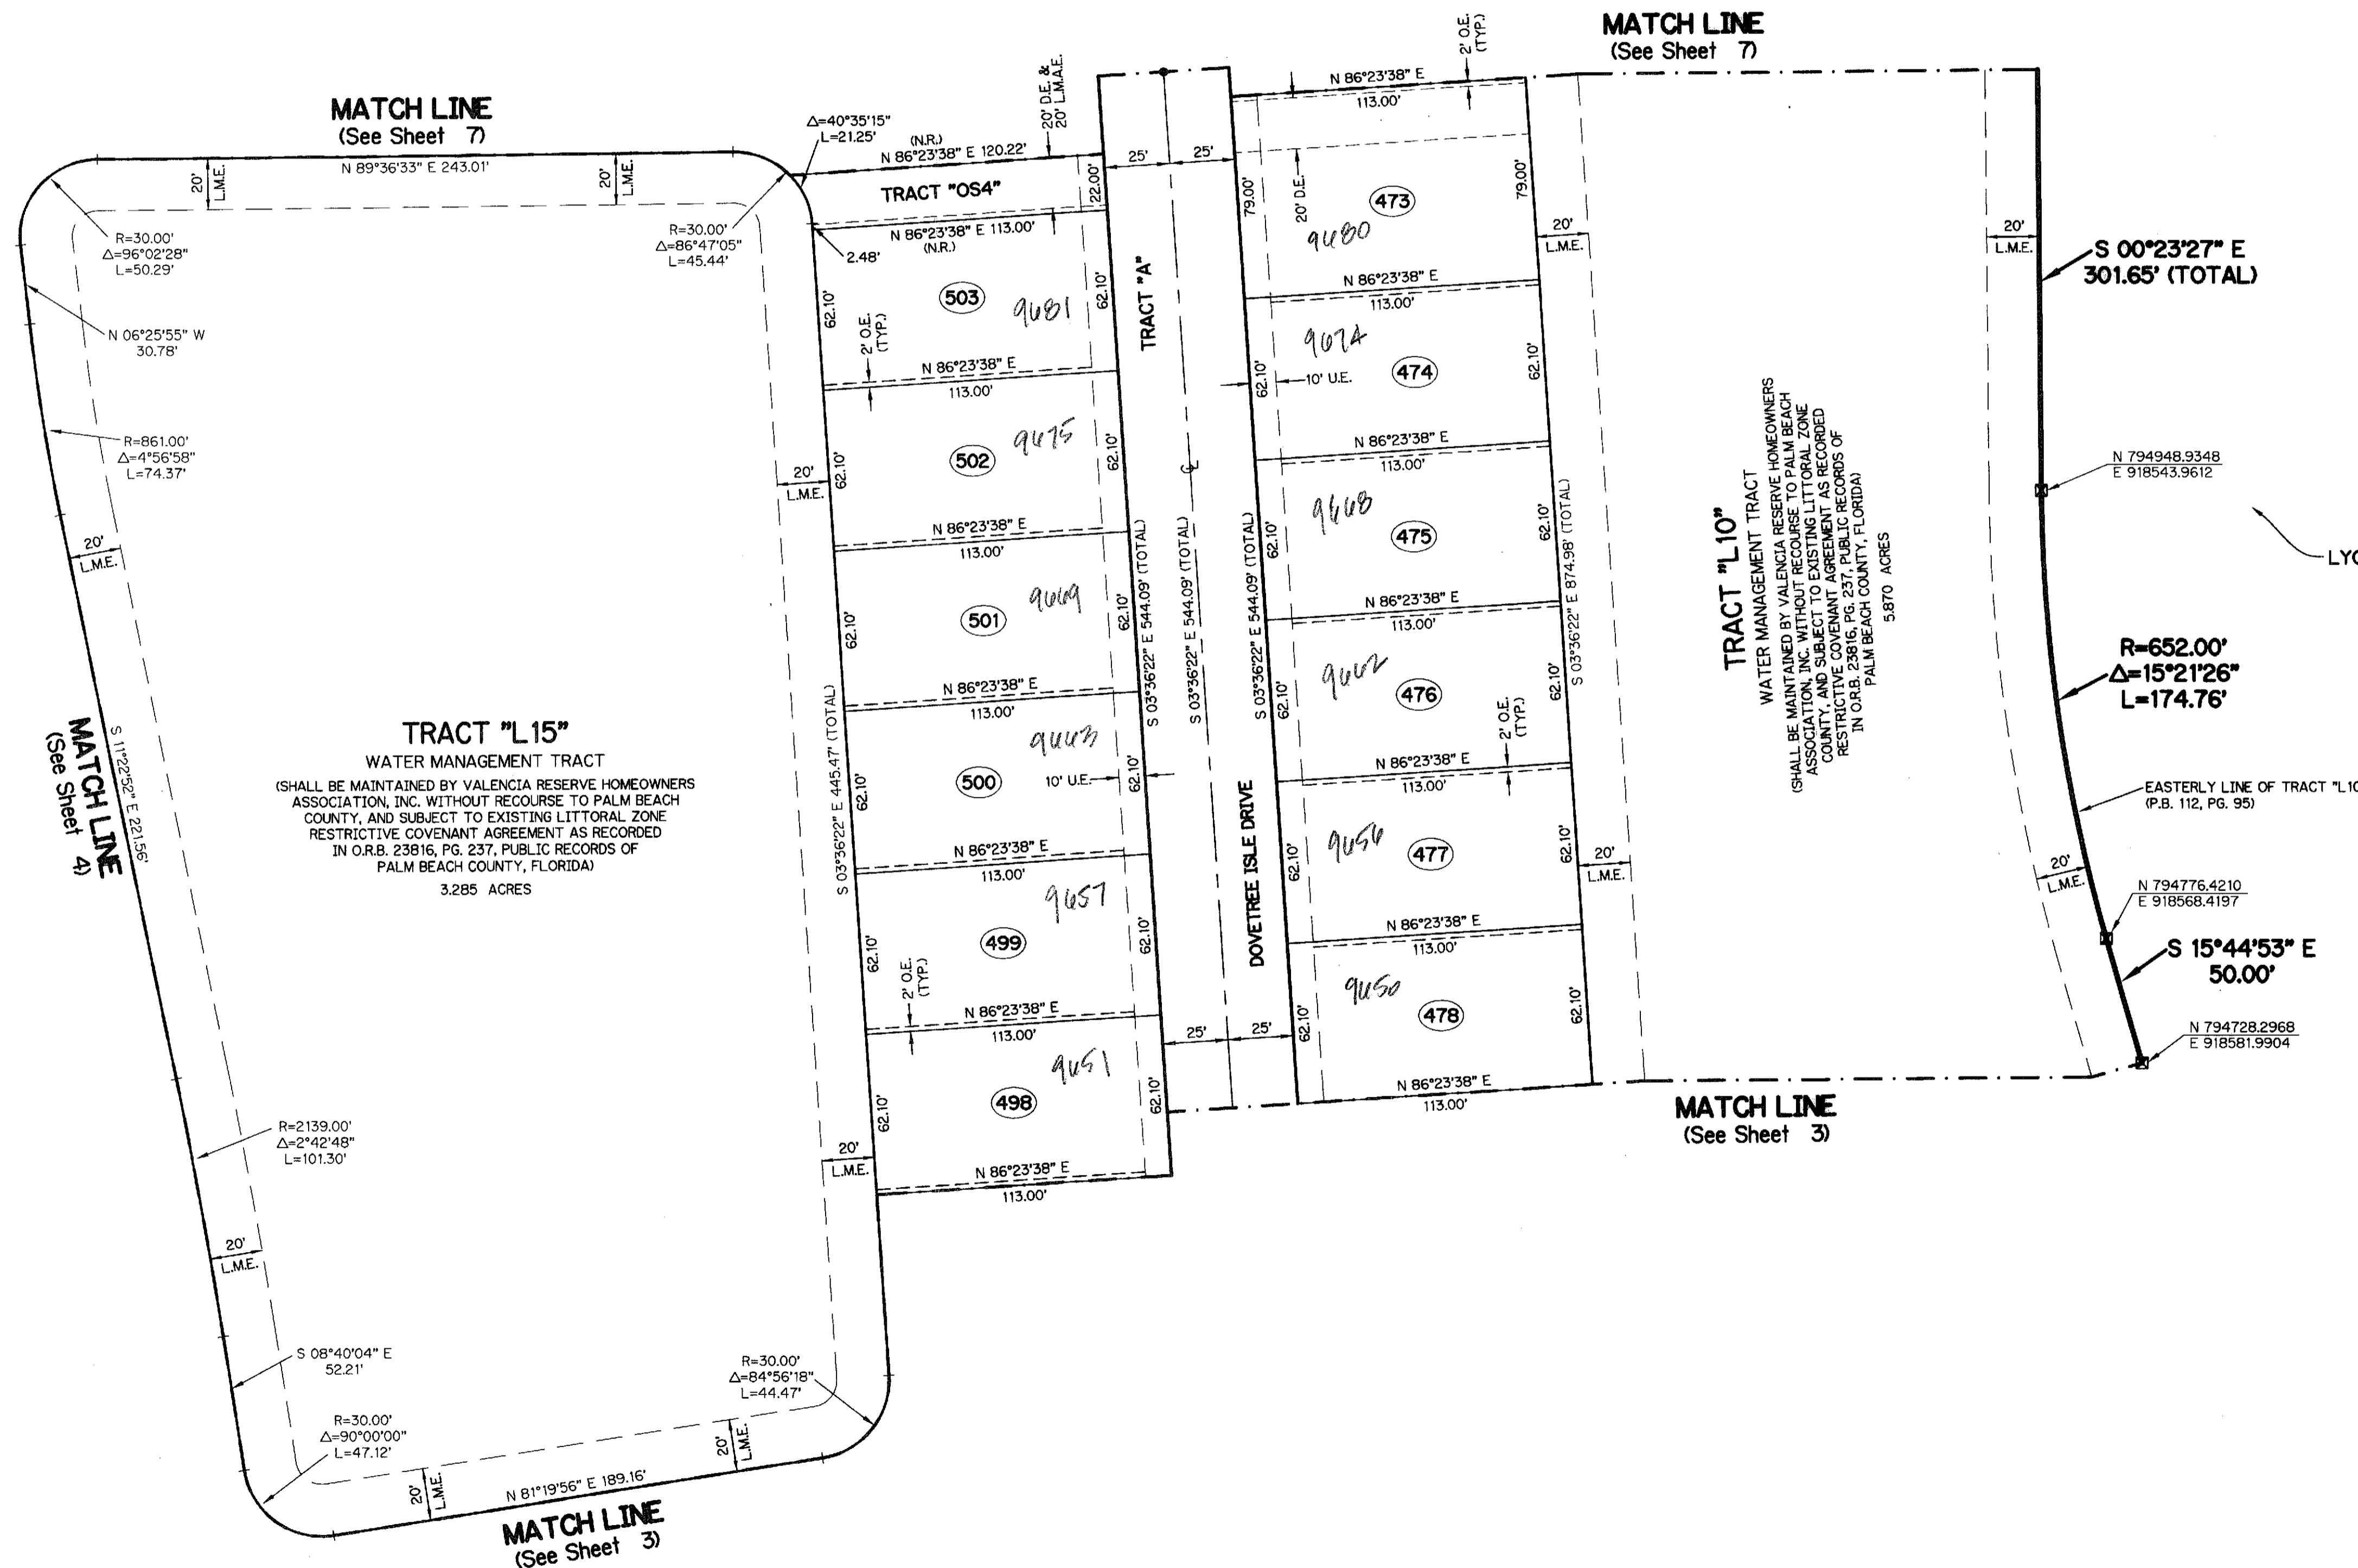 MATCH LINE
(See Sheet 7)
N 89°36'33" E 243.01'
20'
L.M.E.
20'
L.M.E.
R=30.00'
Δ=96°02'28"
L=50.29'
N 06°25'55" W
30.78'
R=861.00'
Δ=4°56'58"
L=74.37'
20'
L.M.E.
MATCH LINE
(See Sheet 4)
S 11°22'52" E 221.56'
R=30.00'
Δ=86°47'05"
L=45.44'
Δ=40°35'15"
L=21.25'
2.48'
20'
L.M.E.
TRACT "L15"
WATER MANAGEMENT TRACT
(SHALL BE MAINTAINED BY VALENCIA RESERVE HOMEOWNERS
ASSOCIATION, INC. WITHOUT RECOURSE TO PALM BEACH
COUNTY, AND SUBJECT TO EXISTING LITTORAL ZONE
RESTRICTIVE COVENANT AGREEMENT AS RECORDED
IN O.R.B. 23816, PG. 237, PUBLIC RECORDS OF
PALM BEACH COUNTY, FLORIDA)
3.285 ACRES
S 03°36'22" E 445.47' (TOTAL)
R=2139.00'
Δ=2°42'48"
L=101.30'
20'
L.M.E.
20'
L.M.E.
S 08°40'04" E
52.21'
R=30.00'
Δ=90°00'00"
L=47.12'
R=30.00'
Δ=84°56'18"
L=44.47'
20'
L.M.E.
20'
L.M.E.
N 81°19'56" E 189.16'
MATCH LINE
(See Sheet 3)
20' D.E. &
20' L.M.A.E.
(N.R.)
N 86°23'38" E 120.22'
TRACT "OS4"
22.00'
N 86°23'38" E 113.00'
(N.R.)
62.10'
503
9681
62.10'
2' O.E.
(TYP.)
N 86°23'38" E
113.00'
62.10'
502
9675
62.10'
N 86°23'38" E
113.00'
62.10'
501
9669
62.10'
N 86°23'38" E
113.00'
62.10'
500
9663
10' U.E.
62.10'
N 86°23'38" E
113.00'
62.10'
499
9657
62.10'
2' O.E.
(TYP.)
N 86°23'38" E
113.00'
62.10'
498
9651
62.10'
N 86°23'38" E
113.00'
25'
25'
TRACT "A"
S 03°36'22" E 544.09' (TOTAL)
S 03°36'22" E 544.09' (TOTAL)
S 03°36'22" E 544.09' (TOTAL)
DOVETREE ISLE DRIVE
25'
25'
2' O.E.
(TYP.)
N 86°23'38" E
113.00'
79.00'
20' D.E.
473
9680
79.00'
N 86°23'38" E
113.00'
62.10'
10' U.E.
474
9674
62.10'
N 86°23'38" E
113.00'
62.10'
475
9668
62.10'
N 86°23'38" E
113.00'
62.10'
476
9662
62.10'
2' O.E.
(TYP.)
N 86°23'38" E
113.00'
62.10'
477
9656
62.10'
N 86°23'38" E
113.00'
62.10'
478
9650
62.10'
N 86°23'38" E
113.00'
S 03°36'22" E 874.98' (TOTAL)
MATCH LINE
(See Sheet 7)
20'
L.M.E.
20'
L.M.E.
20'
L.M.E.
20'
L.M.E.
TRACT "L10"
WATER MANAGEMENT TRACT
(SHALL BE MAINTAINED BY VALENCIA RESERVE HOMEOWNERS
ASSOCIATION, INC. WITHOUT RECOURSE TO PALM BEACH
COUNTY, AND SUBJECT TO EXISTING LITTORAL ZONE
RESTRICTIVE COVENANT AGREEMENT AS RECORDED
IN O.R.B. 23816, PG. 237, PUBLIC RECORDS OF
PALM BEACH COUNTY, FLORIDA)
5.870 ACRES
S 00°23'27" E
301.65' (TOTAL)
N 794948.9348
E 918543.9612
LYO
R=652.00'
Δ=15°21'26"
L=174.76'
EASTERLY LINE OF TRACT "L10
(P.B. 112, PG. 95)
N 794776.4210
E 918568.4197
S 15°44'53" E
50.00'
N 794728.2968
E 918581.9904
MATCH LINE
(See Sheet 3)